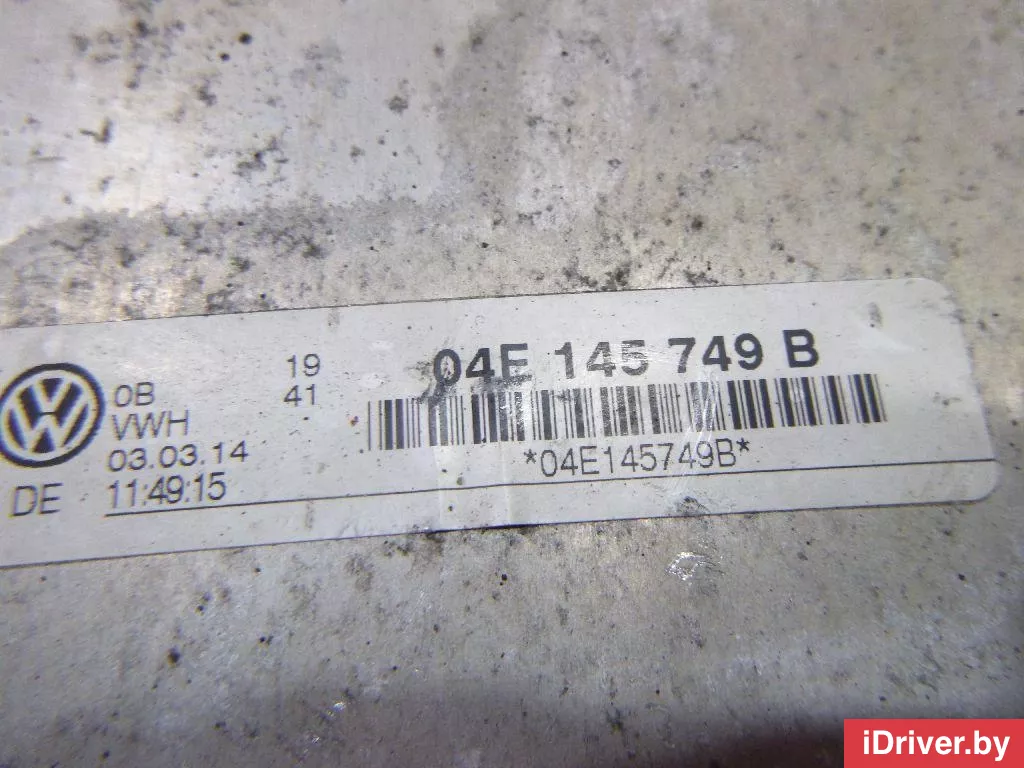 04E 145 749 B
*04E145749B*
19
41
0B
VWH
03.03.14
DE 11:49:15
iDriver.by